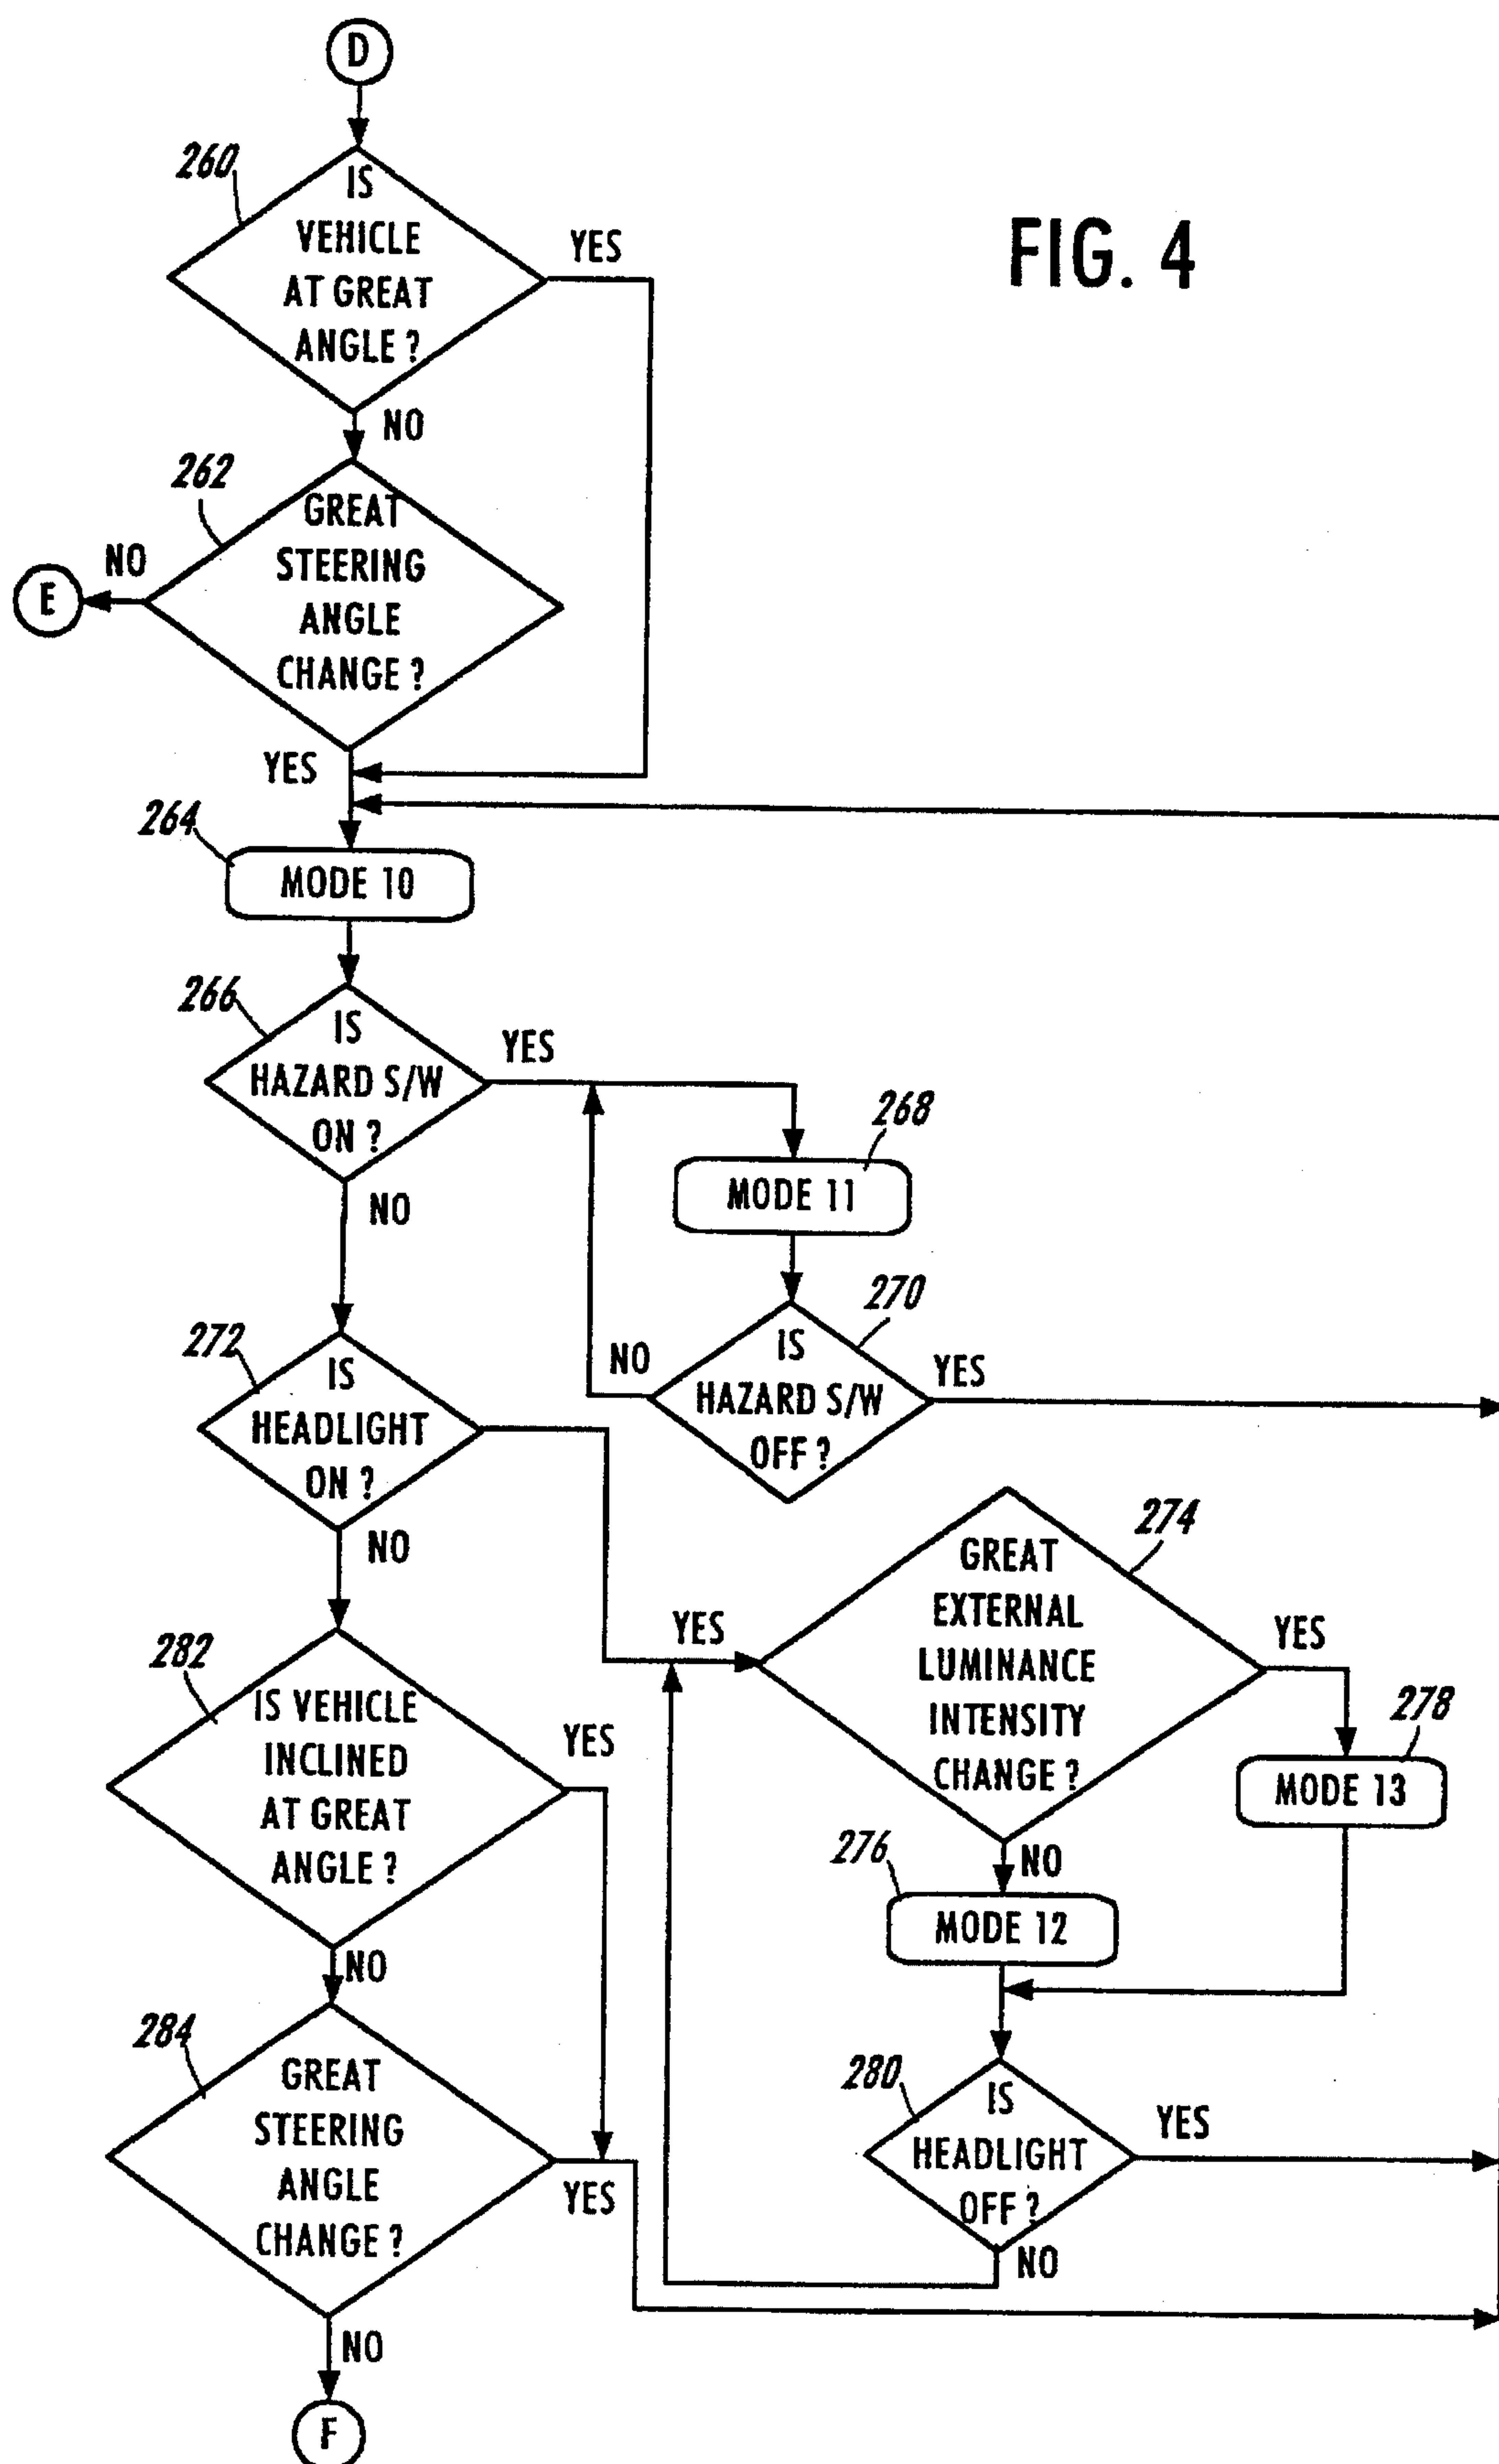 D
FIG. 4
260
IS
VEHICLE
AT GREAT
ANGLE ?
YES
NO
262
GREAT
STEERING
ANGLE
CHANGE ?
NO
E
YES
264
MODE 10
266
IS
HAZARD S/W
ON ?
YES
NO
268
MODE 11
270
IS
HAZARD S/W
OFF ?
NO
YES
272
IS
HEADLIGHT
ON ?
NO
YES
274
GREAT
EXTERNAL
LUMINANCE
INTENSITY
CHANGE ?
YES
278
MODE 13
NO
276
MODE 12
280
IS
HEADLIGHT
OFF ?
YES
NO
282
IS VEHICLE
INCLINED
AT GREAT
ANGLE ?
YES
NO
284
GREAT
STEERING
ANGLE
CHANGE ?
YES
NO
F